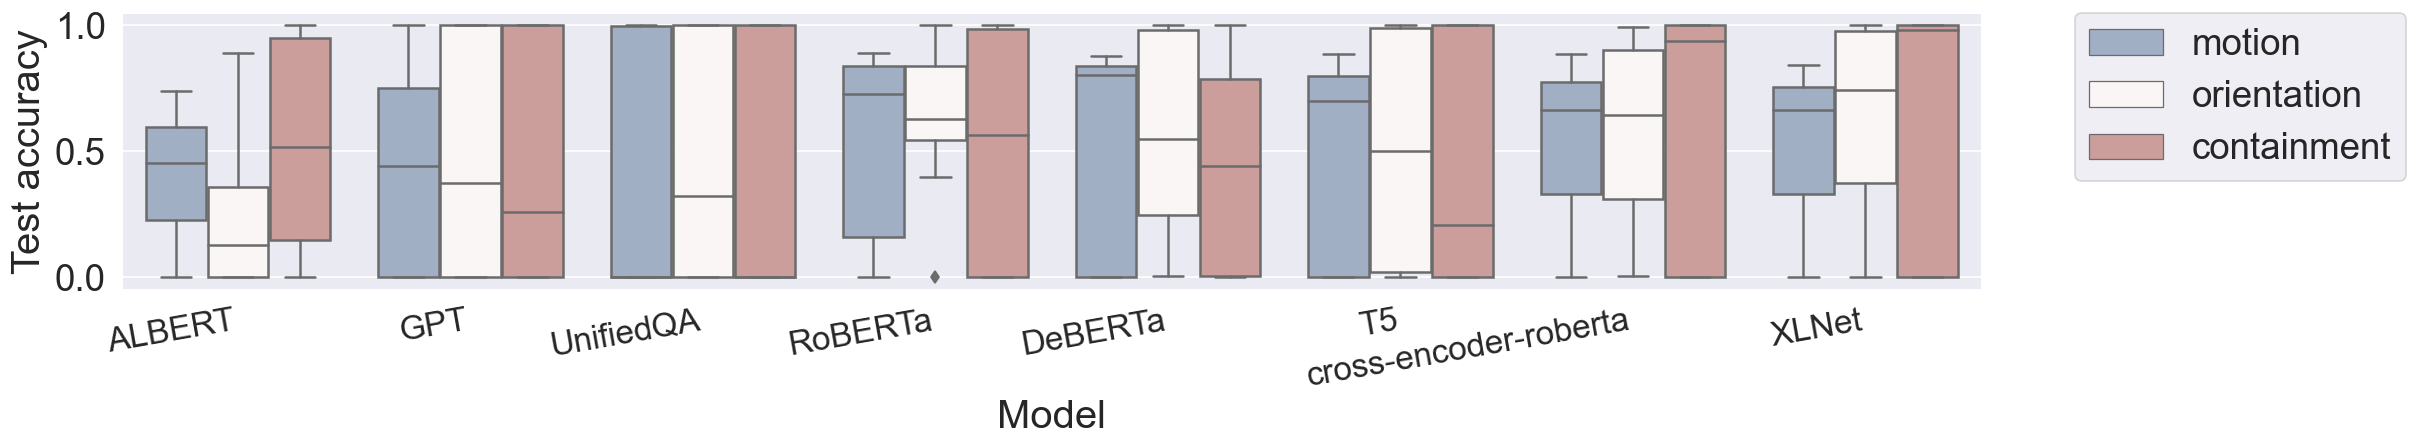 1.0
0.5
0.0
Test accuracy
ALBERT
GPT
UnifiedQA
RoBERTa
DeBERTa
T5
cross-encoder-roberta
XLNet
Model
motion
orientation
containment